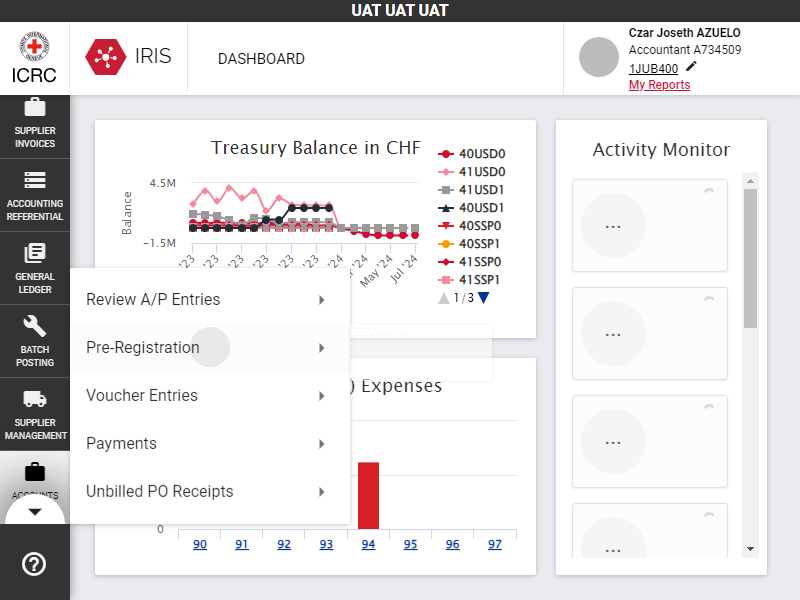 UAT UAT UAT
ICRC
IRIS
DASHBOARD
Czar Joseth AZUELO
Accountant A734509
1JUB400
My Reports
SUPPLIER
INVOICES
ACCOUNTING
REFERENTIAL
GENERAL
LEDGER
BATCH
POSTING
SUPPLIER
MANAGEMENT
ACCOUNTS
Treasury Balance in CHF
Balance
4.5M
−1.5M
'23
'23
'23
'23
'23
'23
'24
'24
May '24
Jul '24
40USD0
41USD0
41USD1
40USD1
40SSP0
40SSP1
41SSP0
41SSP1
1/3
Review A/P Entries
Pre-Registration
Voucher Entries
Payments
Unbilled PO Receipts
) Expenses
0
90
91
92
93
94
95
96
97
Activity Monitor
...
...
...
...